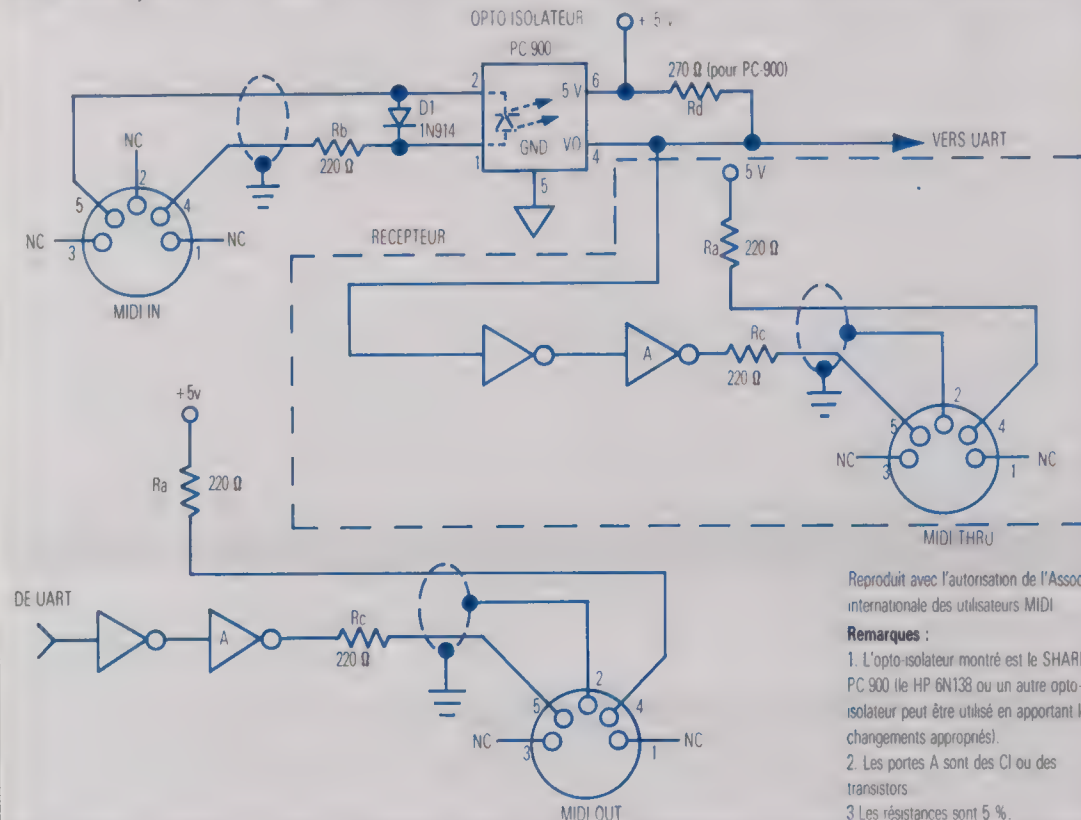 OPTO ISOLATEUR
PC 900
+ 5 v
270 Ω (pour PC-900)
Rd
2
6
5 V
D1
1N914
Rb
220 Ω
1
GND
VO
4
5
VERS UART
NC
2
5
4
NC
3
1
NC
MIDI IN
RECEPTEUR
5 V
Ra
220 Ω
A
Rc
220 Ω
2
5
4
NC
3
1
NC
MIDI THRU
+5v
Ra
220 Ω
DE UART
A
Rc
220 Ω
2
5
4
NC
3
1
NC
MIDI OUT
Reproduit avec l'autorisation de l'Assoc
internationale des utilisateurs MIDI
Remarques :
1. L'opto-isolateur montré est le SHARP
PC 900 (le HP 6N138 ou un autre opto-
isolateur peut être utilisé en apportant l
changements appropriés).
2. Les portes A sont des CI ou des
transistors
3 Les résistances sont 5 %.